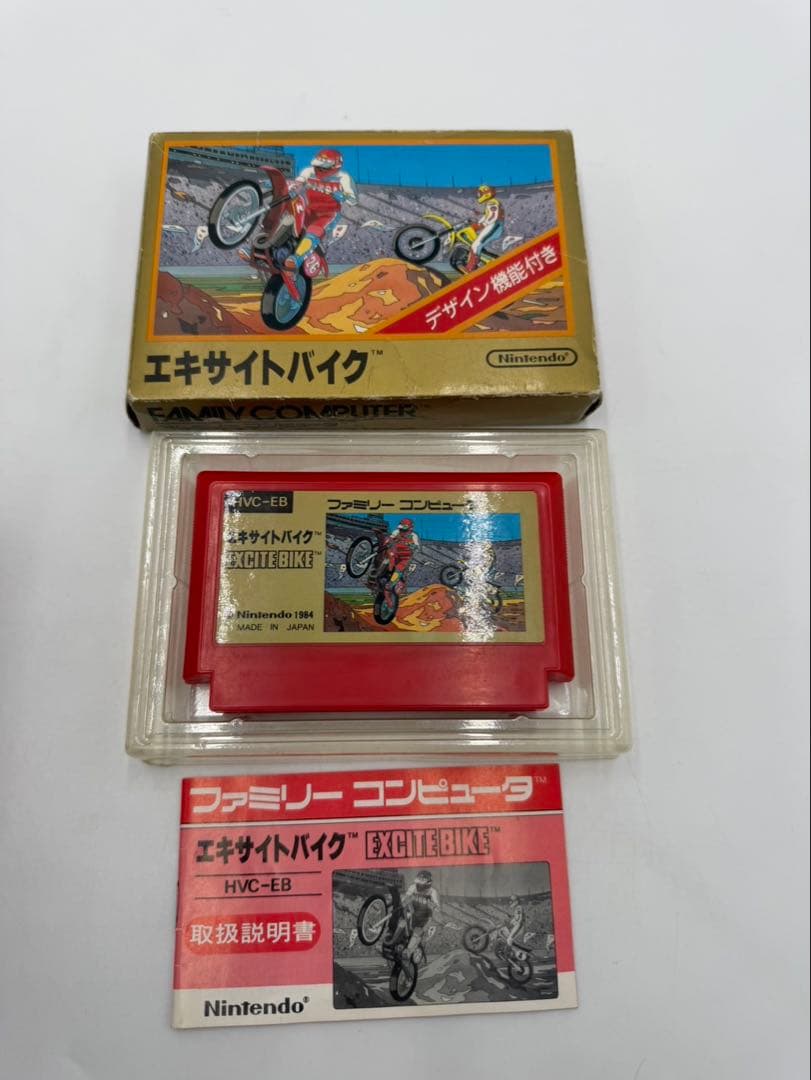 デザイン機能付き
エキサイトバイク™
Nintendo®
FAMILY COMPUTER™
HVC-EB
ファミリー コンピュータ
エキサイトバイク™
EXCITEBIKE™
Nintendo 1984
MADE IN JAPAN
ファミリー コンピュータ™
エキサイトバイク™ EXCITEBIKE™
HVC-EB
取扱説明書
Nintendo®